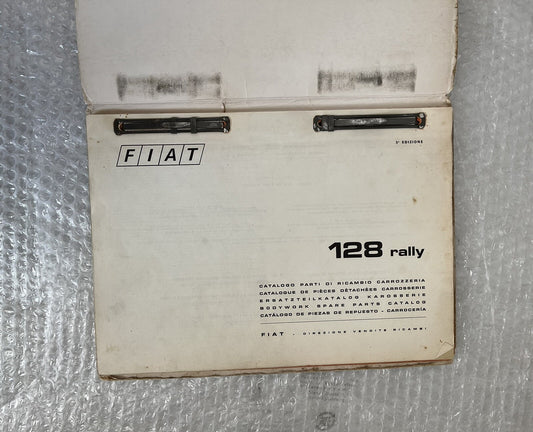 FIAT
3ª EDIZIONE
128 rally
CATALOGO PARTI DI RICAMBIO CARROZZERIA
CATALOGUE DE PIÈCES DÉTACHÉES CARROSSERIE
ERSATZTEILKATALOG KAROSSERIE
BODYWORK SPARE PARTS CATALOG
CATÁLOGO DE PIEZAS DE REPUESTO - CARROCERÍA
FIAT - DIREZIONE VENDITE RICAMBI